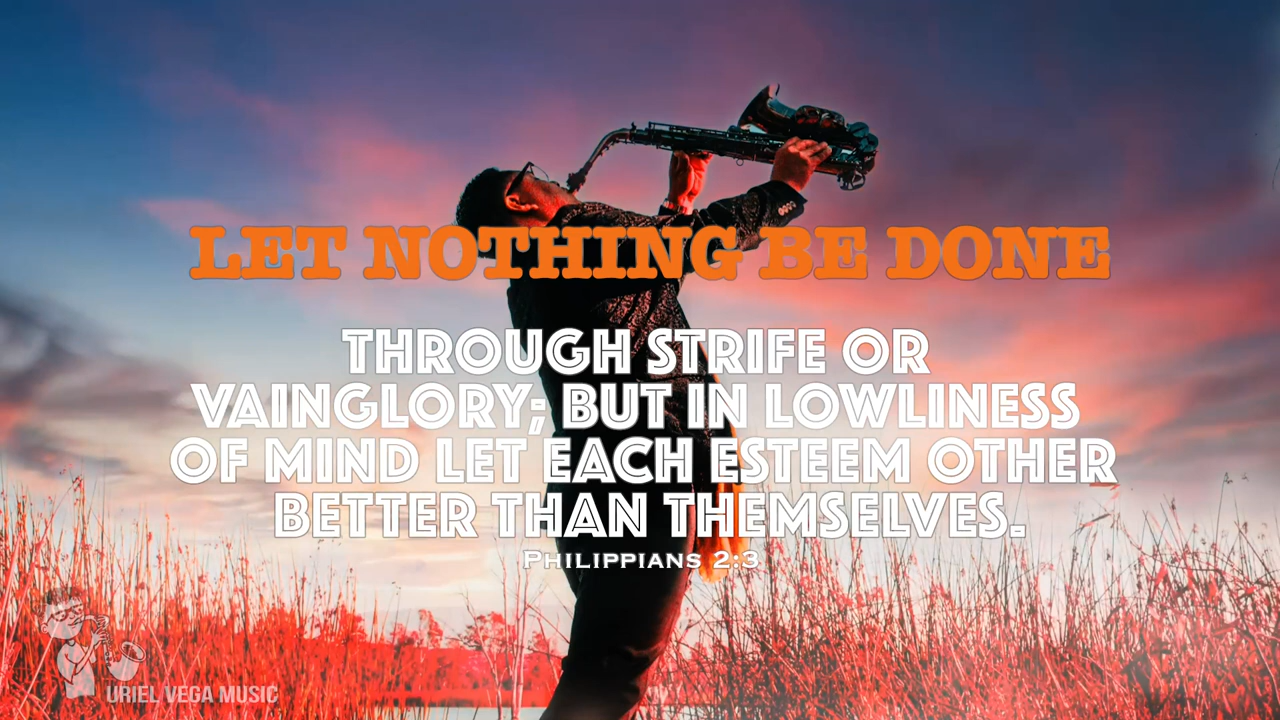 LET NOTHING BE DONE
THROUGH STRIFE OR
VAINGLORY; BUT IN LOWLINESS
OF MIND LET EACH ESTEEM OTHER
BETTER THAN THEMSELVES.
PHILIPPIANS 2:3
URIEL VEGA MUSIC